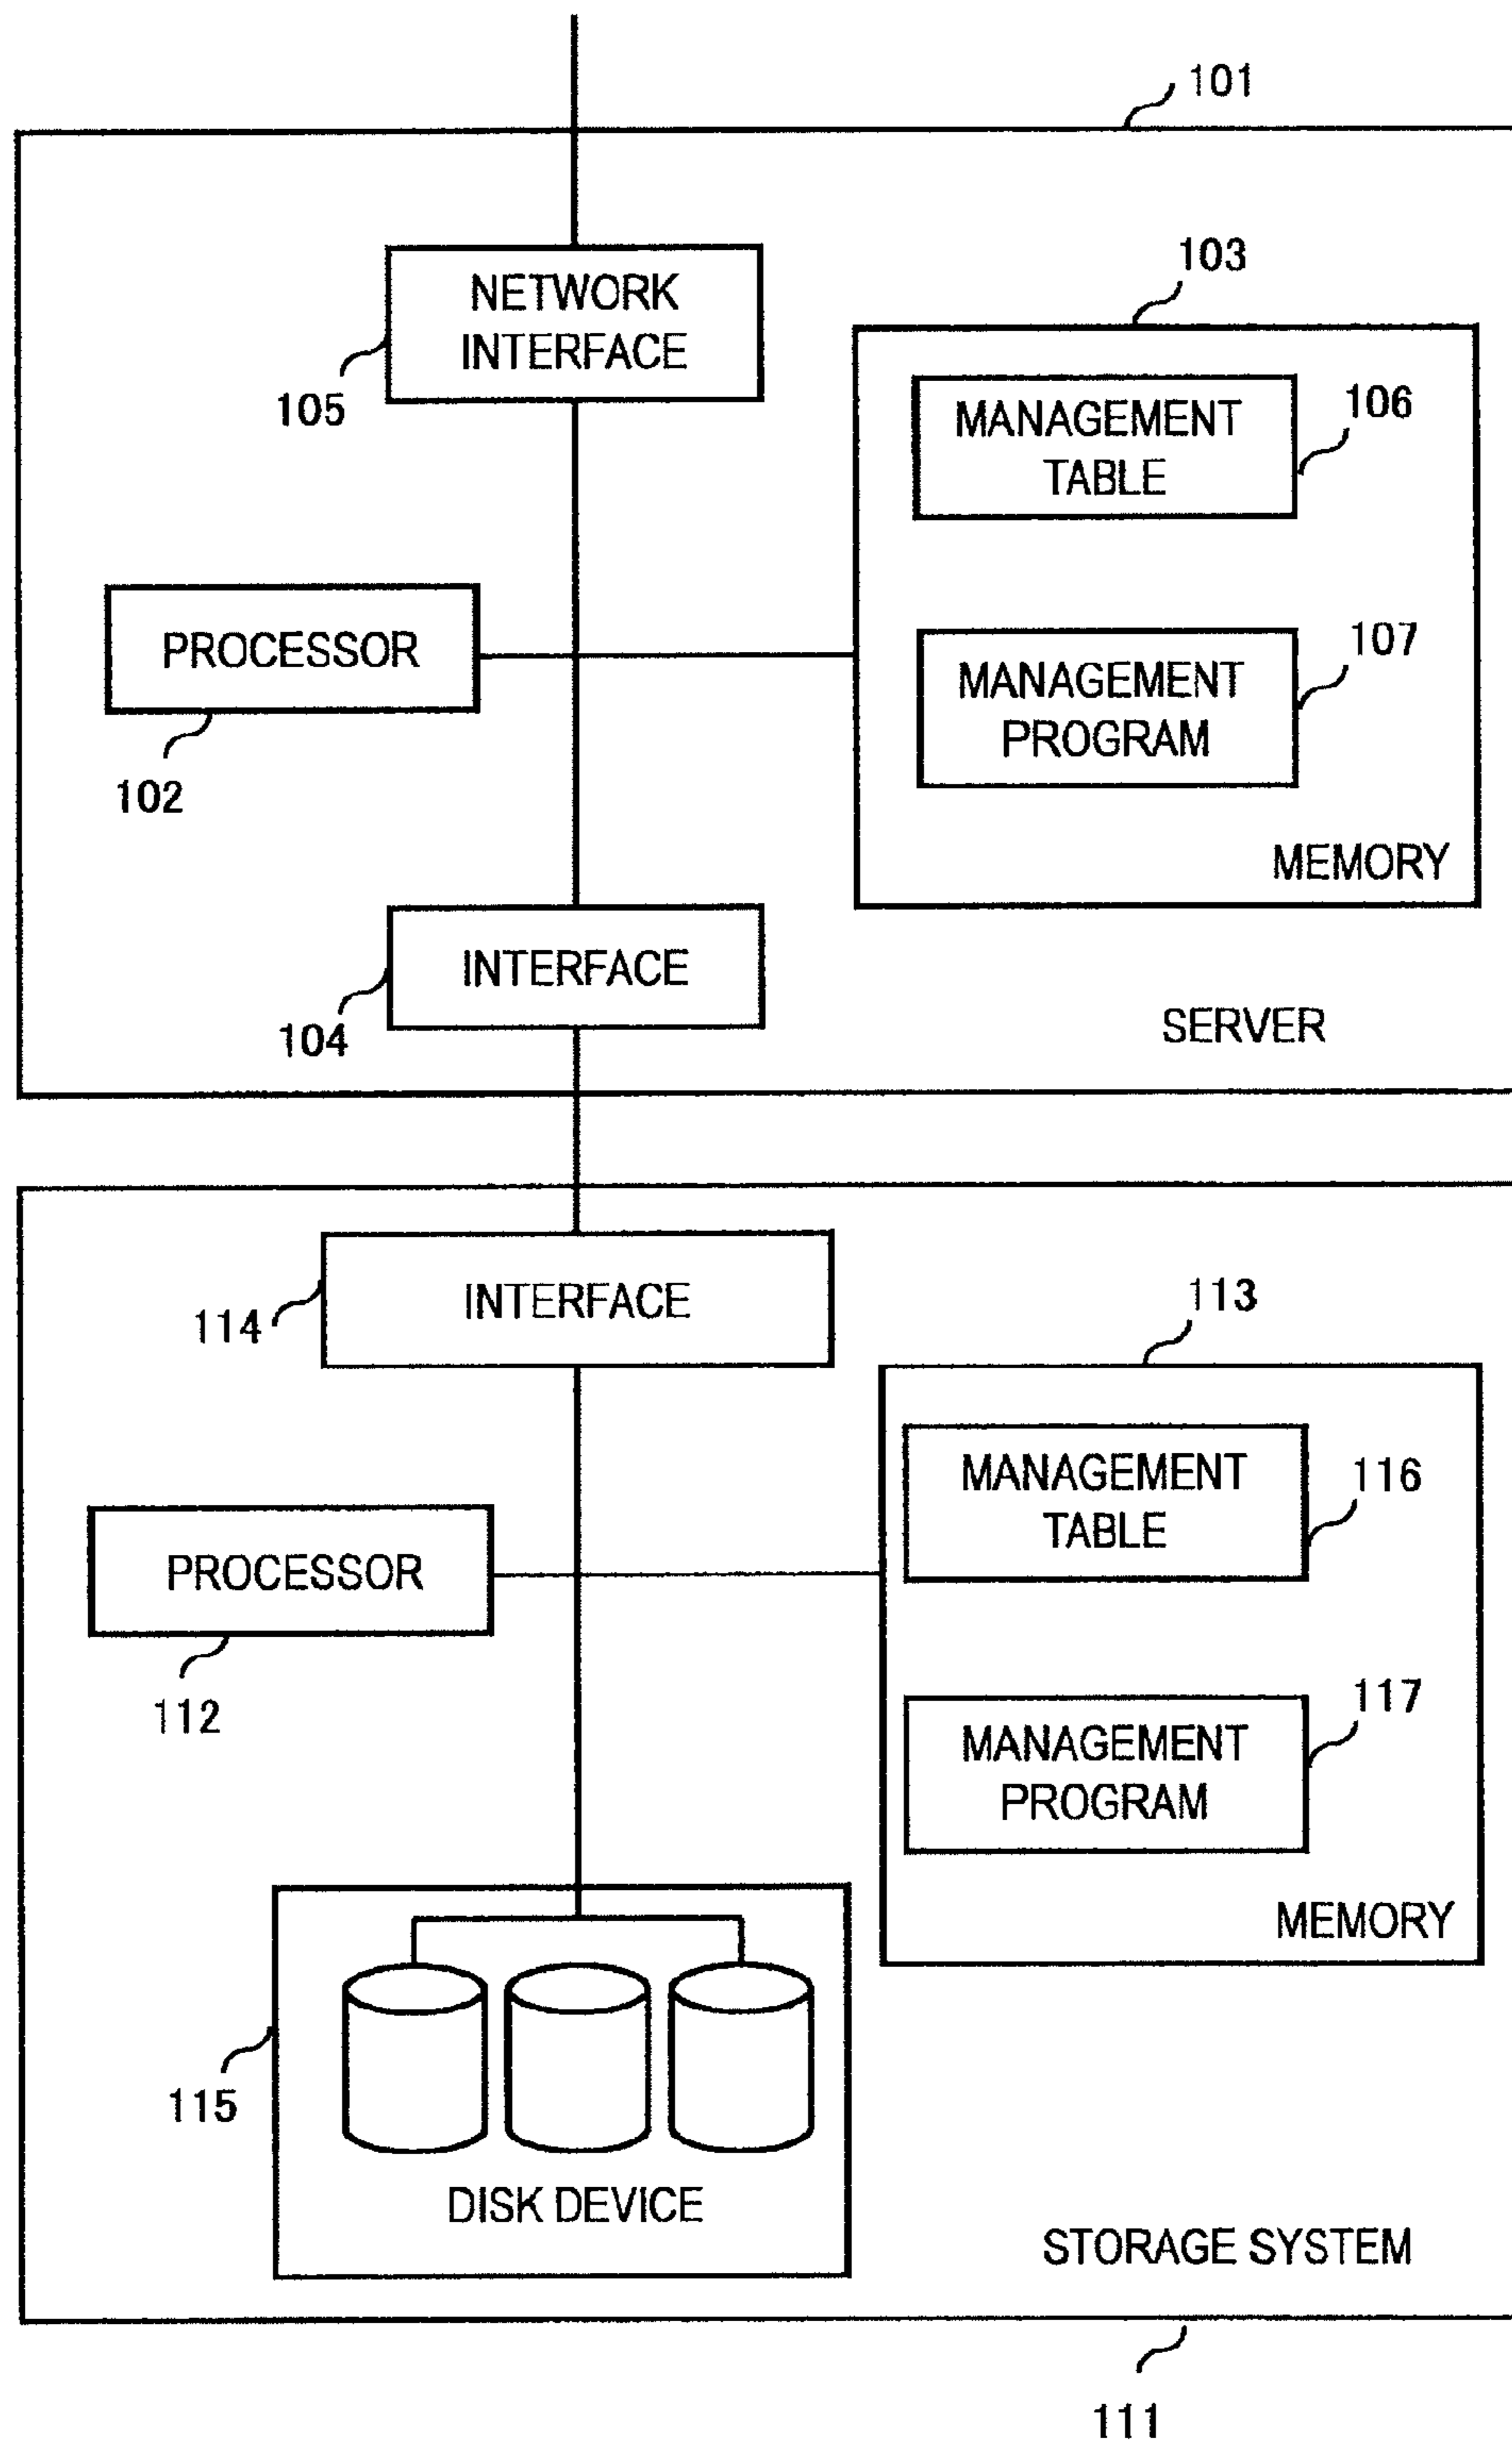 101
103
NETWORK
INTERFACE
105
MANAGEMENT
TABLE
106
PROCESSOR
102
MANAGEMENT
PROGRAM
107
MEMORY
INTERFACE
104
SERVER
INTERFACE
114
113
MANAGEMENT
TABLE
116
PROCESSOR
112
MANAGEMENT
PROGRAM
117
MEMORY
115
DISK DEVICE
STORAGE SYSTEM
111